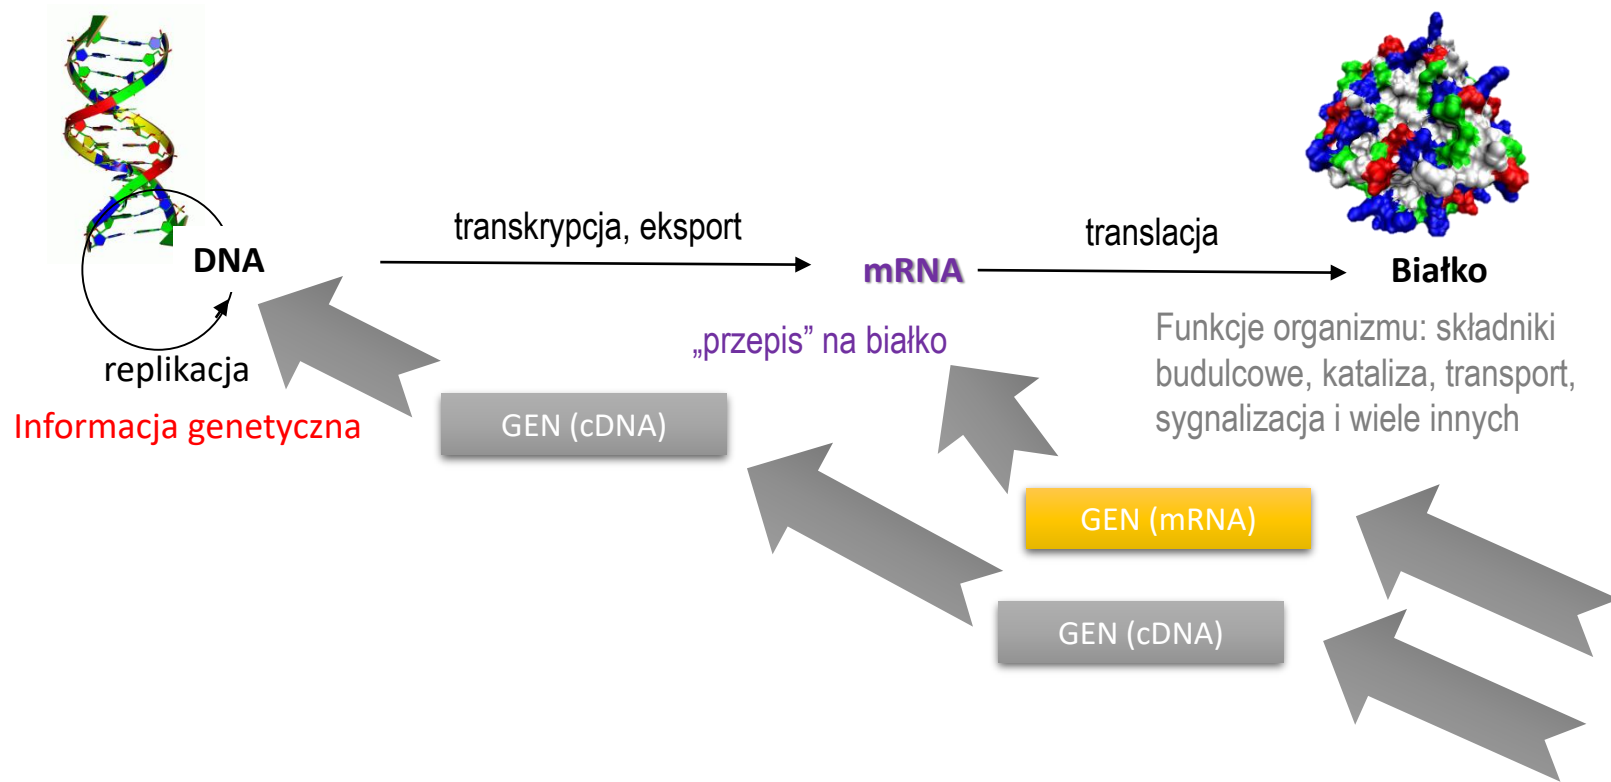 transkrypcja, eksport
translacja
DNA
mRNA
Białko
replikacja
„przepis” na białko
Informacja genetyczna
Funkcje organizmu: składniki
budulcowe, kataliza, transport,
sygnalizacja i wiele innych
GEN (cDNA)
GEN (mRNA)
GEN (cDNA)